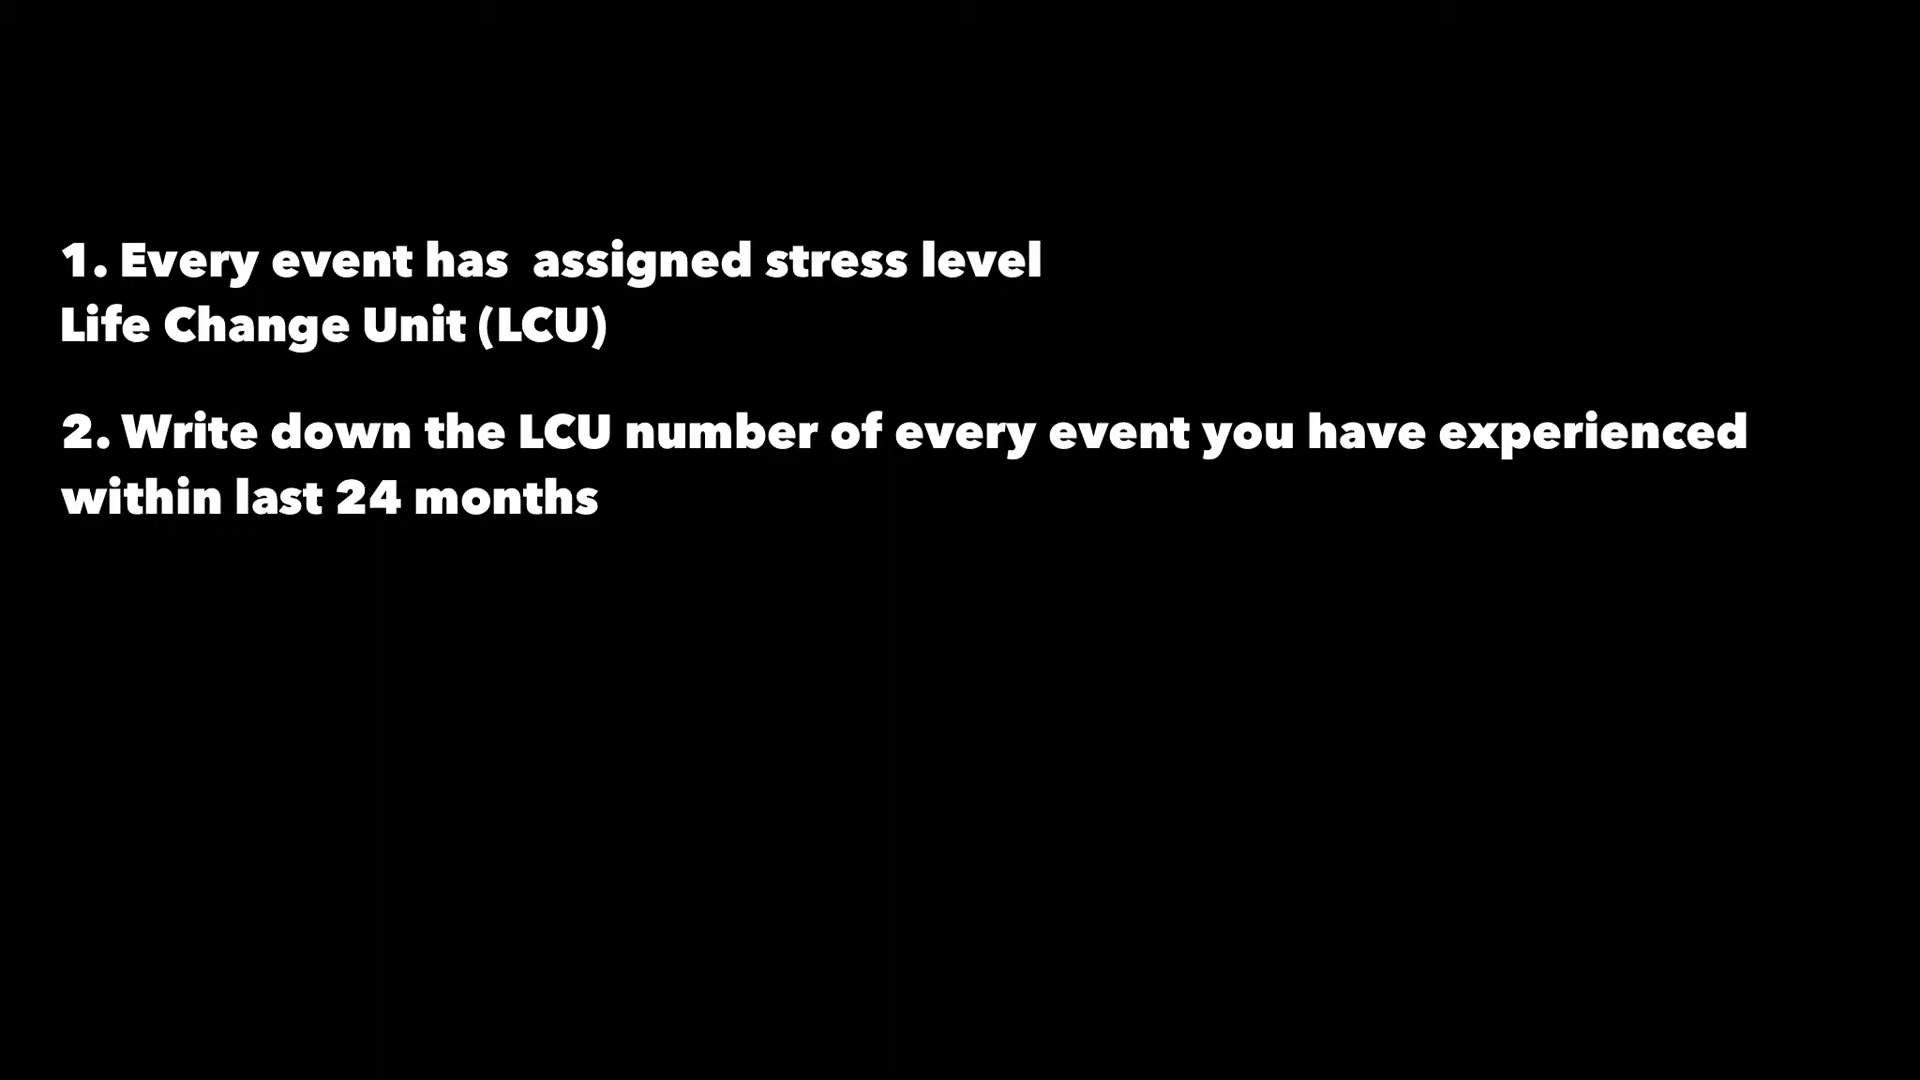 1. Every event has  assigned stress level
Life Change Unit (LCU)
2. Write down the LCU number of every event you have experienced
within last 24 months